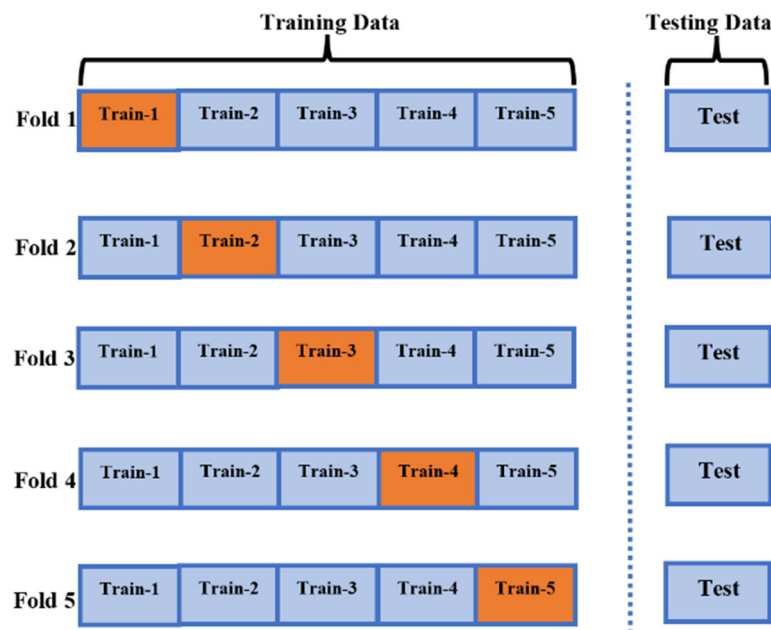 Training Data Testing Data
Fold 1 Train-1 Train-2 Train-3 Train-4 Train-5 Test
Fold 2 Train-1 Train-2 Train-3 Train-4 Train-5 Test
Fold 3 Train-1 Train-2 Train-3 Train-4 Train-5 Test
Fold 4 Train-1 Train-2 Train-3 Train-4 Train-5 Test
Fold 5 Train-1 Train-2 Train-3 Train-4 Train-5 Test